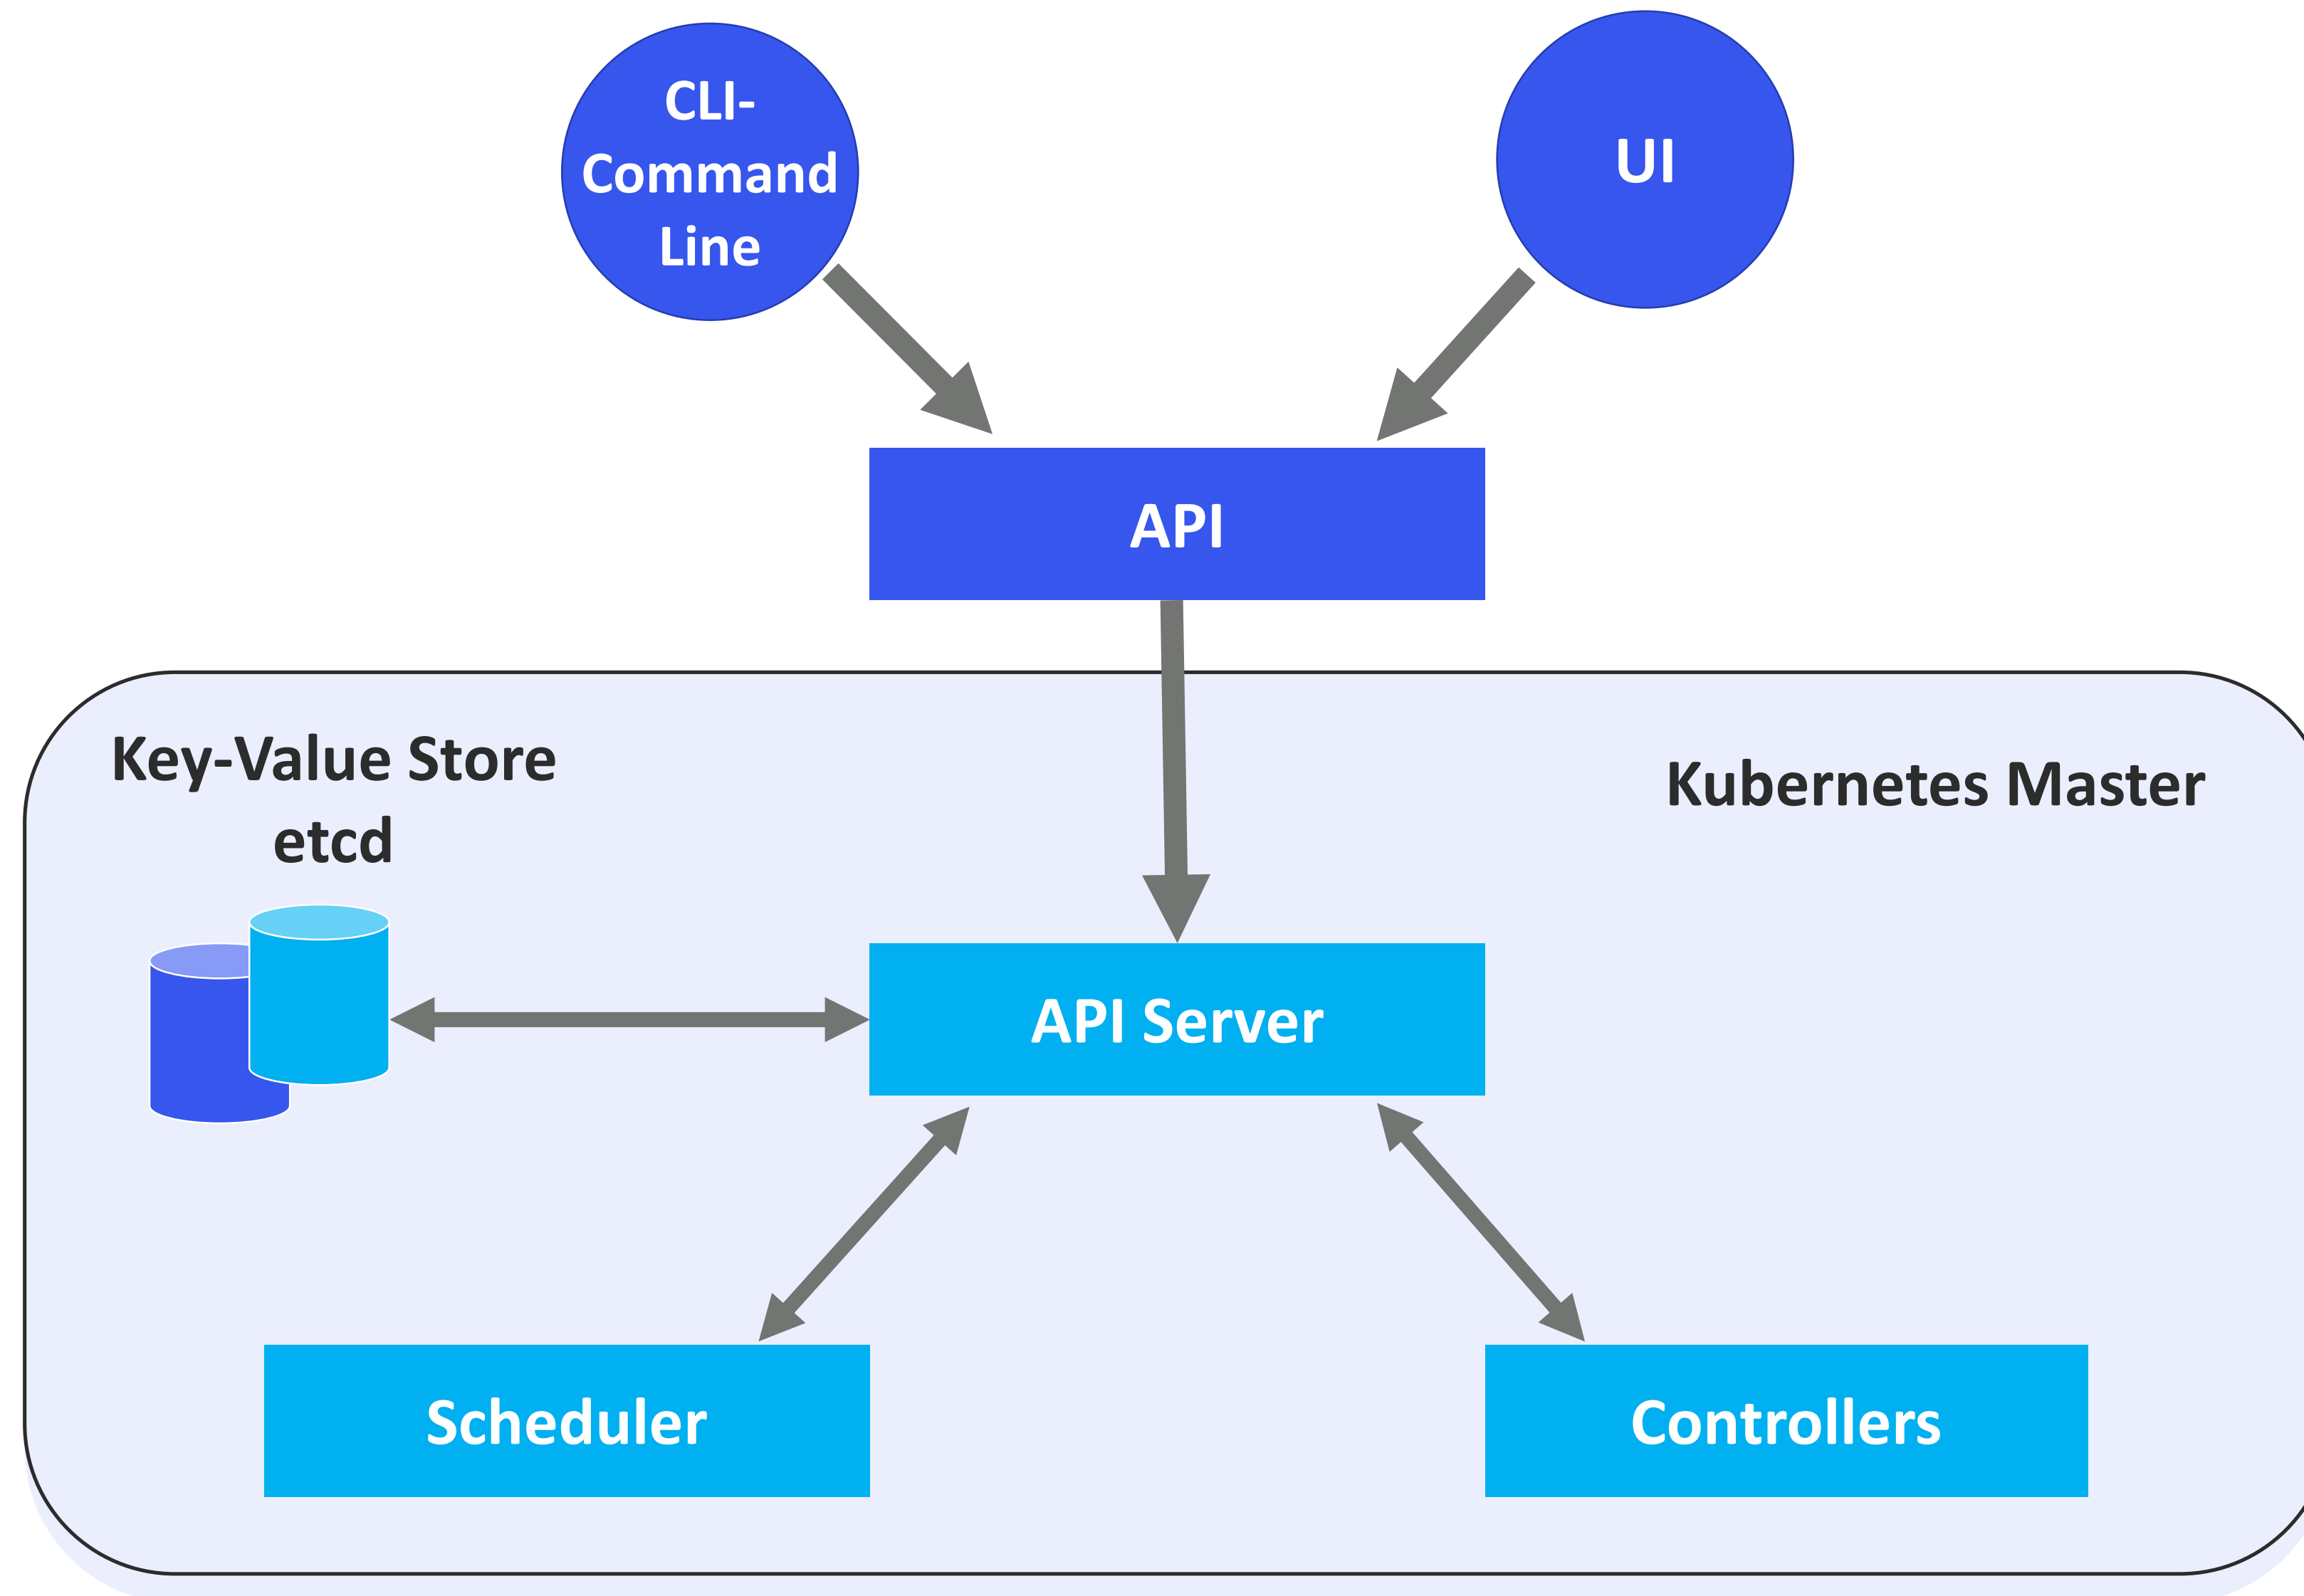 CLI-
Command
Line
UI
API
Key-Value Store
etcd
Kubernetes Master
API Server
Scheduler
Controllers